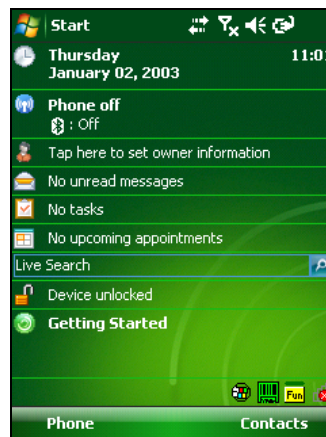 Start
Thursday 11:01
January 02, 2003
Phone off
: Off
Tap here to set owner information
No unread messages
No tasks
No upcoming appointments
Live Search
Device unlocked
Getting Started
Fun
Phone Contacts